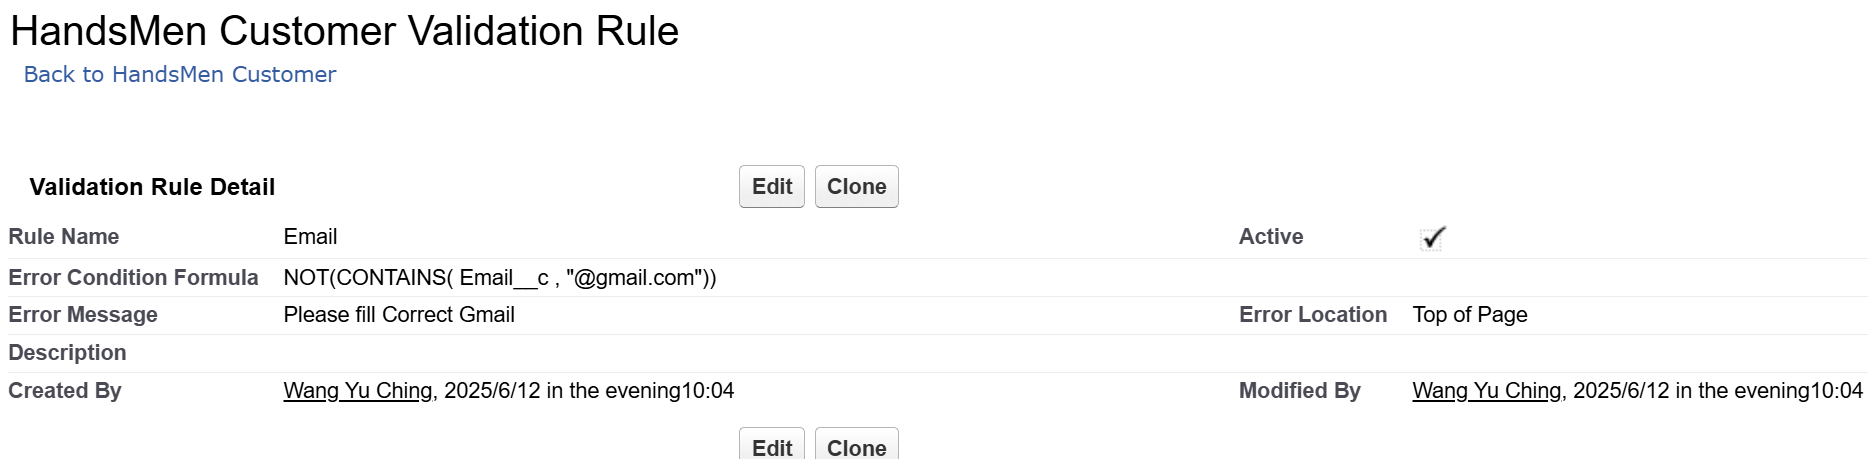 HandsMen Customer Validation Rule
Back to HandsMen Customer
Validation Rule Detail Edit Clone
Rule Name Email Active
Error Condition Formula NOT(CONTAINS( Email__c , "@gmail.com"))
Error Message Please fill Correct Gmail Error Location Top of Page
Description
Created By Wang Yu Ching, 2025/6/12 in the evening10:04 Modified By Wang Yu Ching, 2025/6/12 in the evening10:04
Edit Clone